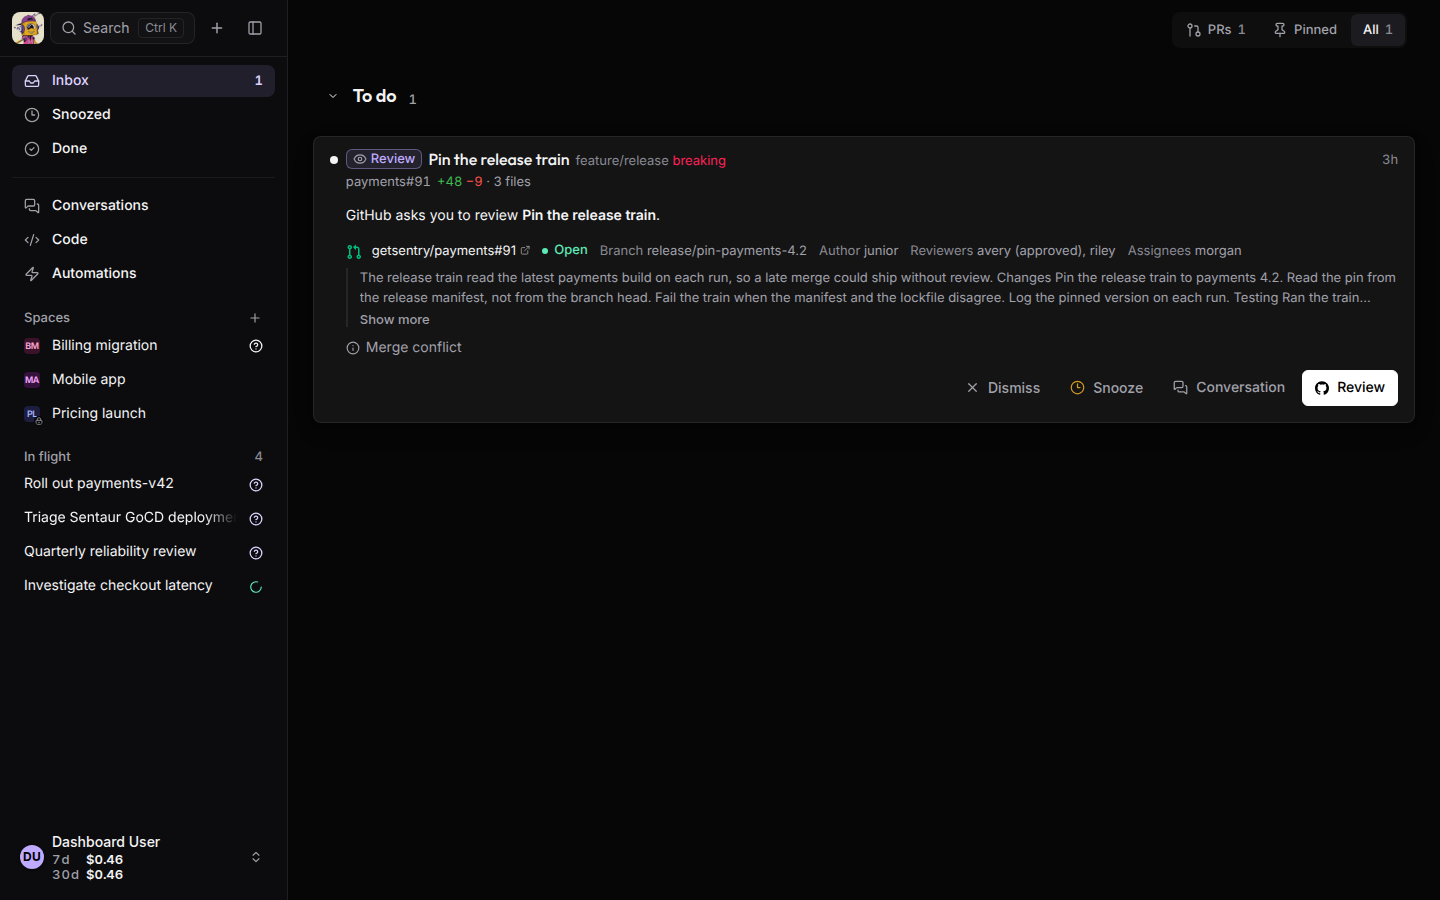 Search Ctrl K
PRs 1 Pinned All 1
Inbox 1
Snoozed
Done
Conversations
Code
Automations
Spaces
BM Billing migration
MA Mobile app
PL Pricing launch
In flight 4
Roll out payments-v42
Triage Sentaur GoCD deployme
Quarterly reliability review
Investigate checkout latency
DU Dashboard User
7d $0.46
30d $0.46
To do 1
Review Pin the release train feature/release breaking 3h
payments#91 +48 −9 · 3 files
GitHub asks you to review Pin the release train.
getsentry/payments#91 Open Branch release/pin-payments-4.2 Author junior Reviewers avery (approved), riley Assignees morgan
The release train read the latest payments build on each run, so a late merge could ship without review. Changes Pin the release train to payments 4.2. Read the pin from
the release manifest, not from the branch head. Fail the train when the manifest and the lockfile disagree. Log the pinned version on each run. Testing Ran the train...
Show more
Merge conflict
Dismiss Snooze Conversation Review